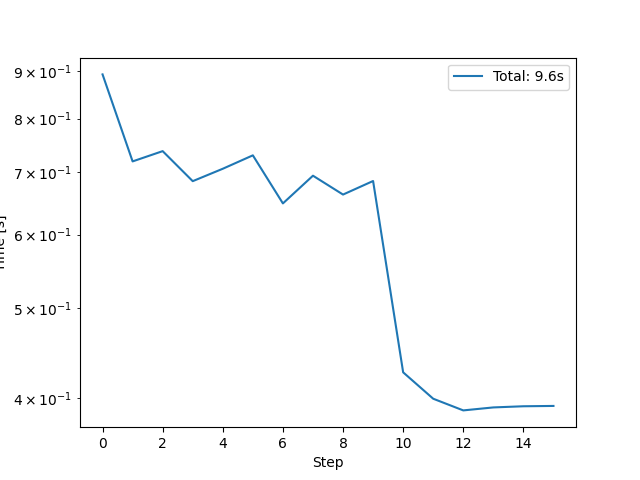 Total: 9.6s
9 × 10⁻¹
8 × 10⁻¹
7 × 10⁻¹
6 × 10⁻¹
5 × 10⁻¹
4 × 10⁻¹
0 2 4 6 8 10 12 14
Step
[s]